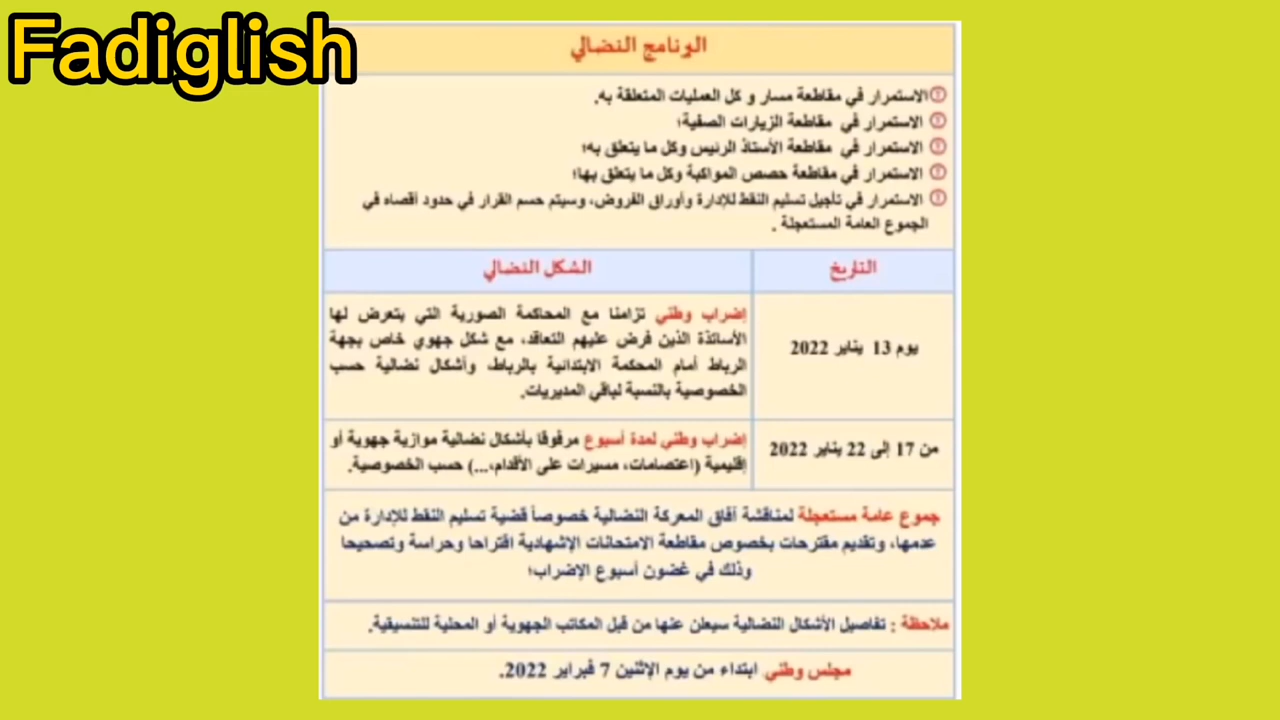 Fadiglish
البرنامج النضالي
الاستمرار في مقاطعة مسار و كل العمليات المتعلقة به.
الاستمرار في مقاطعة الزيارات الصفية؛
الاستمرار في مقاطعة الأستاذ الرئيس وكل ما يتعلق به؛
الاستمرار في مقاطعة حصص المواكبة وكل ما يتعلق بها؛
الاستمرار في تأجيل تسليم النقط للإدارة وأوراق الفروض، وسيتم حسم القرار في حدود أقصاه في
الجموع العامة المستعجلة .
التاريخ
الشكل النضالي
يوم 13 يناير 2022
إضراب وطني تزامنا مع المحاكمة الصورية التي يتعرض لها
الأساتذة الذين فرض عليهم التعاقد، مع شكل جهوي خاص بجهة
الرباط أمام المحكمة الابتدائية بالرباط، وأشكال نضالية حسب
الخصوصية بالنسبة لباقي المديريات.
من 17 إلى 22 يناير 2022
إضراب وطني لمدة أسبوع مرفوقا بأشكال نضالية موازية جهوية أو
إقليمية (اعتصامات، مسيرات على الأقدام،...) حسب الخصوصية.
جموع عامة مستعجلة لمناقشة أفاق المعركة النضالية خصوصاً قضية تسليم النقط للإدارة من
عدمها، وتقديم مقترحات بخصوص مقاطعة الامتحانات الإشهادية اقتراحا وحراسة وتصحيحا
وذلك في غضون أسبوع الإضراب؛
ملاحظة : تفاصيل الأشكال النضالية سيعلن عنها من قبل المكاتب الجهوية أو المحلية للتنسيقية.
مجلس وطني ابتداء من يوم الإثنين 7 فبراير 2022.